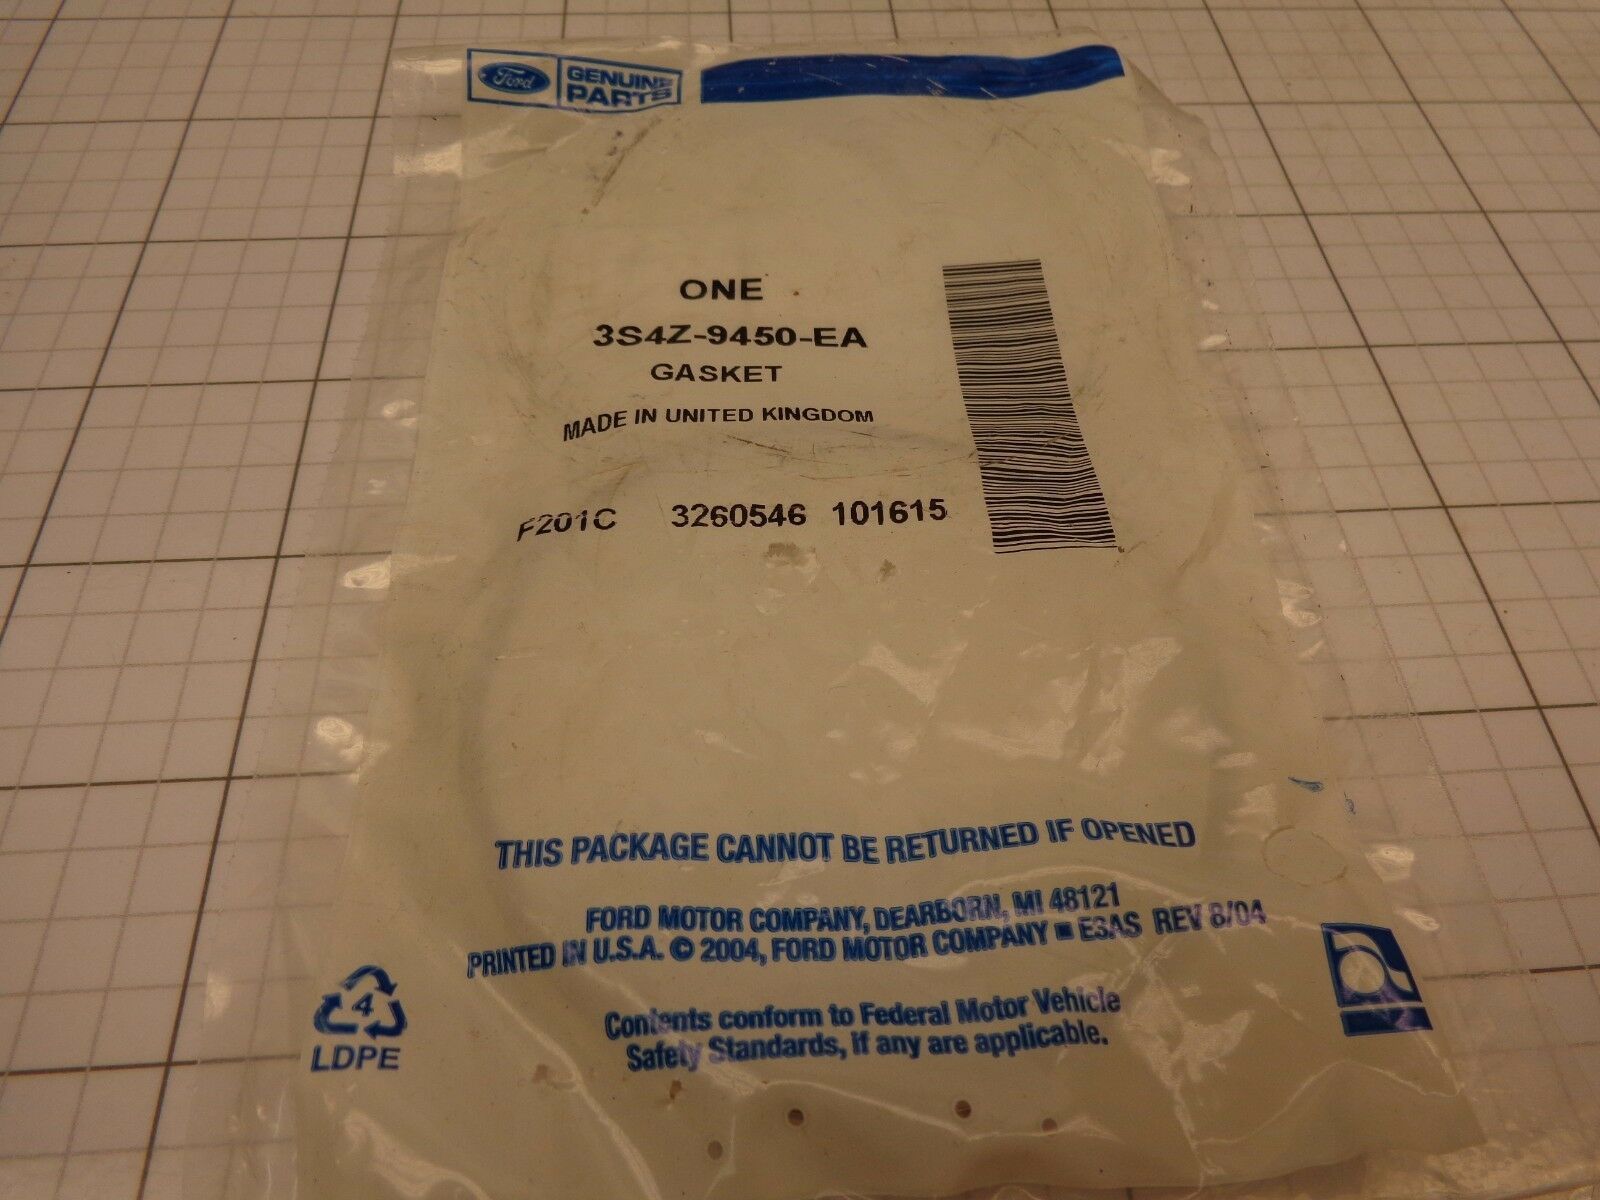 Ford
GENUINE
PARTS
ONE
3S4Z-9450-EA
GASKET
MADE IN UNITED KINGDOM
F201C 3260546 101615
THIS PACKAGE CANNOT BE RETURNED IF OPENED
FORD MOTOR COMPANY, DEARBORN, MI 48121
PRINTED IN U.S.A. © 2004, FORD MOTOR COMPANY ■ E3AS REV 8/04
Contents conform to Federal Motor Vehicle
Safety Standards, if any are applicable.
4
LDPE